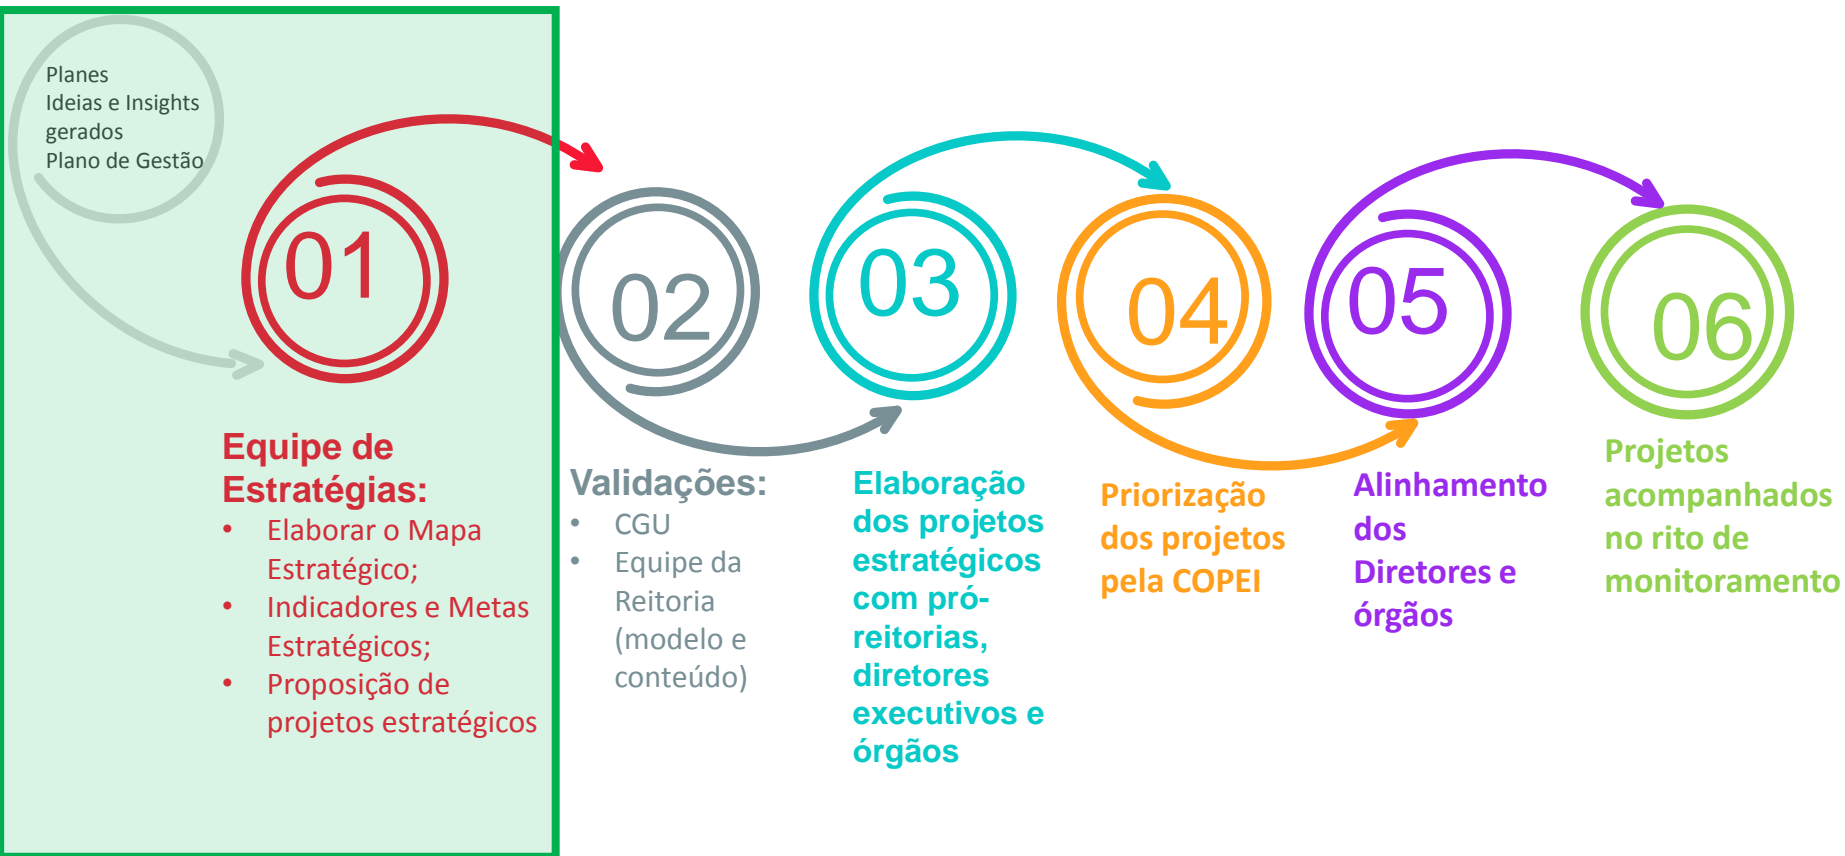 Planes
Ideias e Insights
gerados
Plano de Gestão
01
Equipe de
Estratégias:
• Elaborar o Mapa
Estratégico;
• Indicadores e Metas
Estratégicos;
• Proposição de
projetos estratégicos
02
Validações:
• CGU
• Equipe da
Reitoria
(modelo e
conteúdo)
03
Elaboração
dos projetos
estratégicos
com pró-
reitorias,
diretores
executivos e
órgãos
04
Priorização
dos projetos
pela COPEI
05
Alinhamento
dos
Diretores e
órgãos
06
Projetos
acompanhados
no rito de
monitoramento